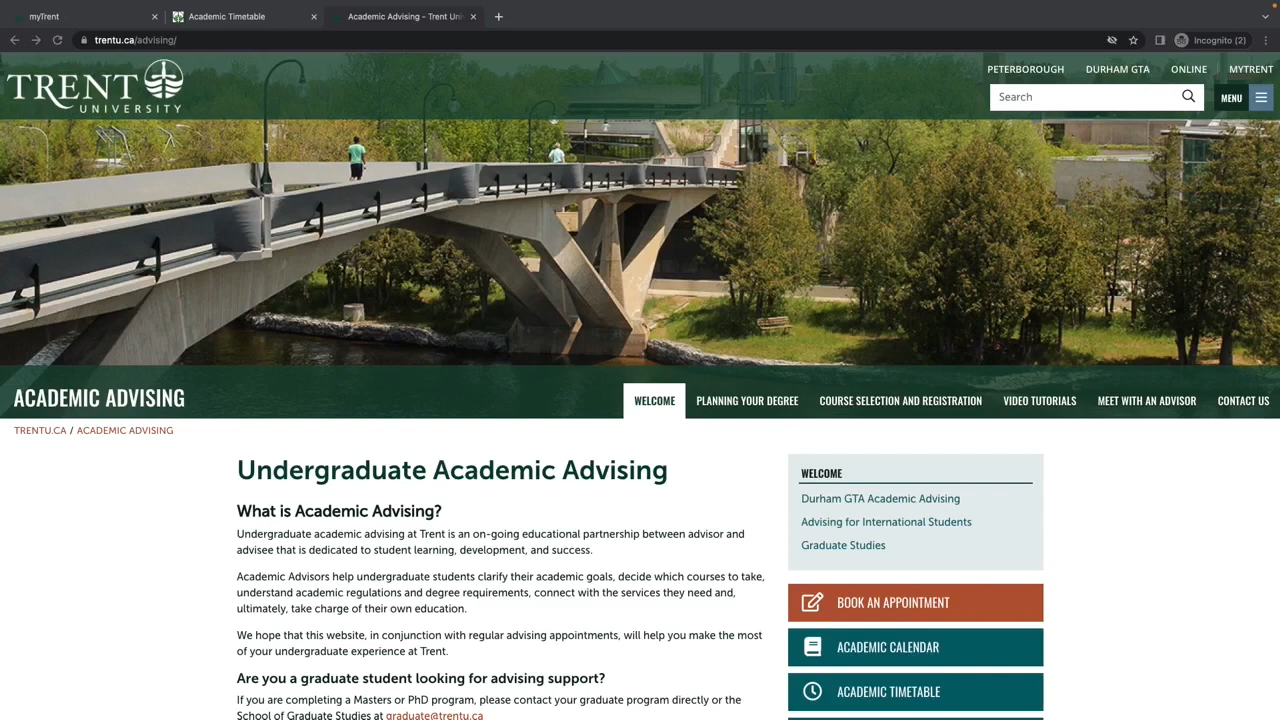 myTrent
Academic Timetable
Academic Advising - Trent Uni
trentu.ca/advising/
Incognito (2)
TRENT
UNIVERSITY
PETERBOROUGH
DURHAM GTA
ONLINE
MYTRENT
Search
MENU
ACADEMIC ADVISING
WELCOME
PLANNING YOUR DEGREE
COURSE SELECTION AND REGISTRATION
VIDEO TUTORIALS
MEET WITH AN ADVISOR
CONTACT US
TRENTU.CA / ACADEMIC ADVISING
Undergraduate Academic Advising
What is Academic Advising?
Undergraduate academic advising at Trent is an on-going educational partnership between advisor and
advisee that is dedicated to student learning, development, and success.
Academic Advisors help undergraduate students clarify their academic goals, decide which courses to take,
understand academic regulations and degree requirements, connect with the services they need and,
ultimately, take charge of their own education.
We hope that this website, in conjunction with regular advising appointments, will help you make the most
of your undergraduate experience at Trent.
Are you a graduate student looking for advising support?
If you are completing a Masters or PhD program, please contact your graduate program directly or the
School of Graduate Studies at graduate@trentu.ca
WELCOME
Durham GTA Academic Advising
Advising for International Students
Graduate Studies
BOOK AN APPOINTMENT
ACADEMIC CALENDAR
ACADEMIC TIMETABLE